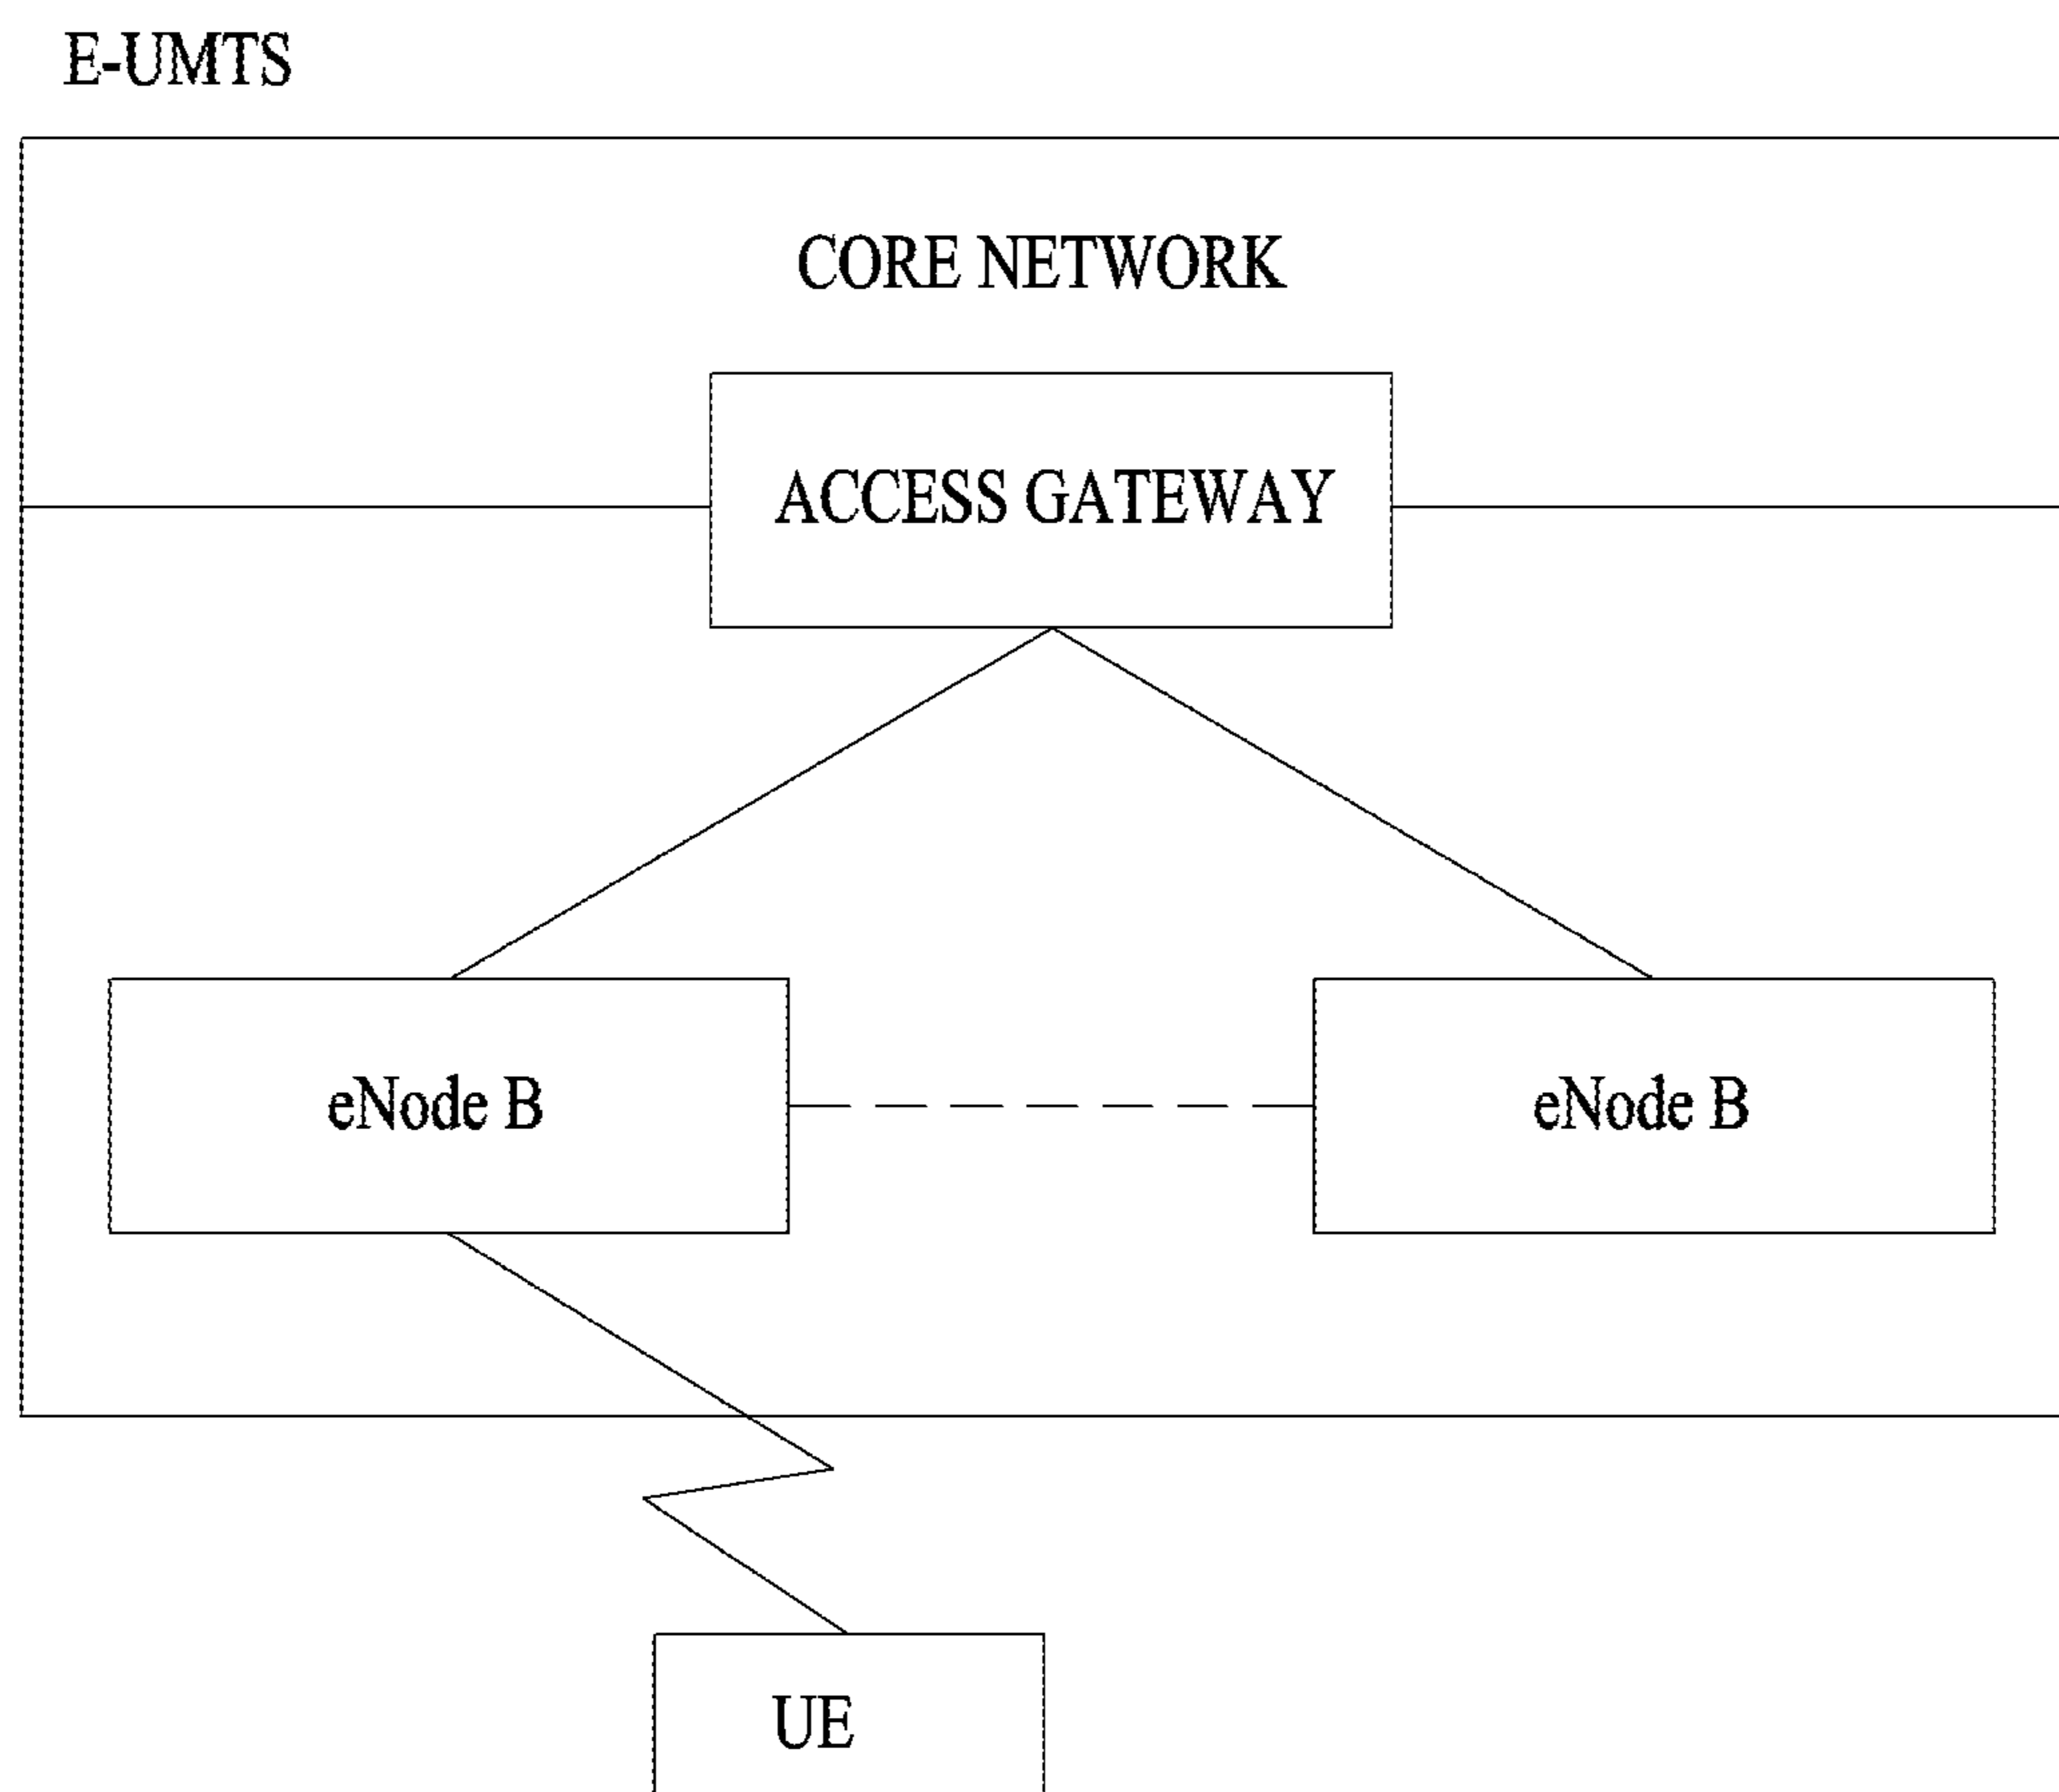 E-UMTS
CORE NETWORK
ACCESS GATEWAY
eNode B
eNode B
UE